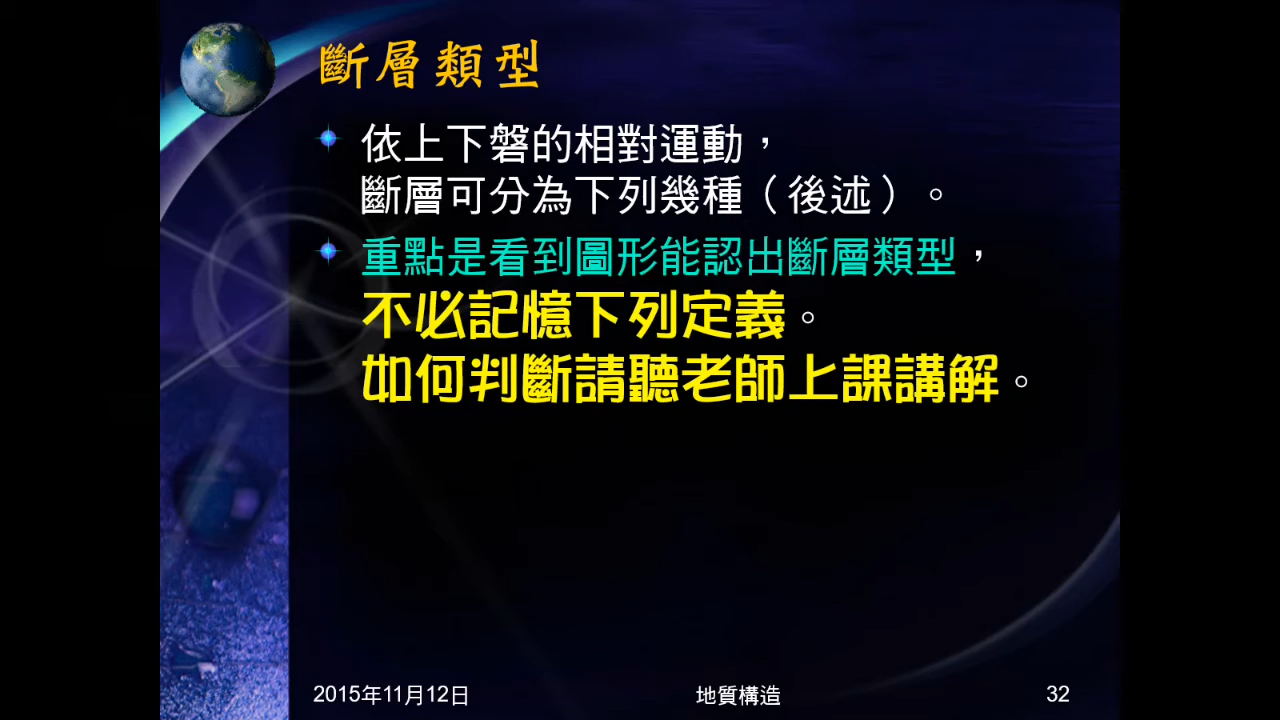 斷層類型
依上下磐的相對運動，
斷層可分為下列幾種（後述）。
重點是看到圖形能認出斷層類型，
不必記憶下列定義。
如何判斷請聽老師上課講解。
2015年11月12日
地質構造
32